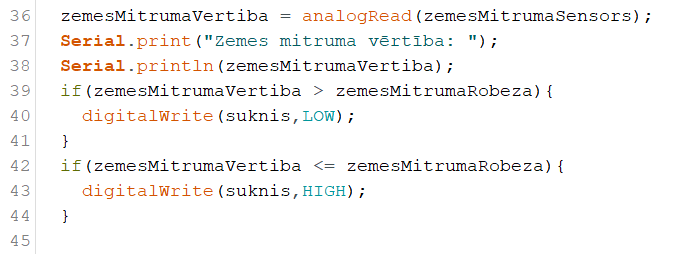 36 zemesMitrumaVertiba = analogRead(zemesMitrumaSensors);
37 Serial.print("Zemes mitruma vērtība: ");
38 Serial.println(zemesMitrumaVertiba);
39 if(zemesMitrumaVertiba > zemesMitrumaRobeza){
40 digitalWrite(suknis,LOW);
41 }
42 if(zemesMitrumaVertiba <= zemesMitrumaRobeza){
43 digitalWrite(suknis,HIGH);
44 }
45